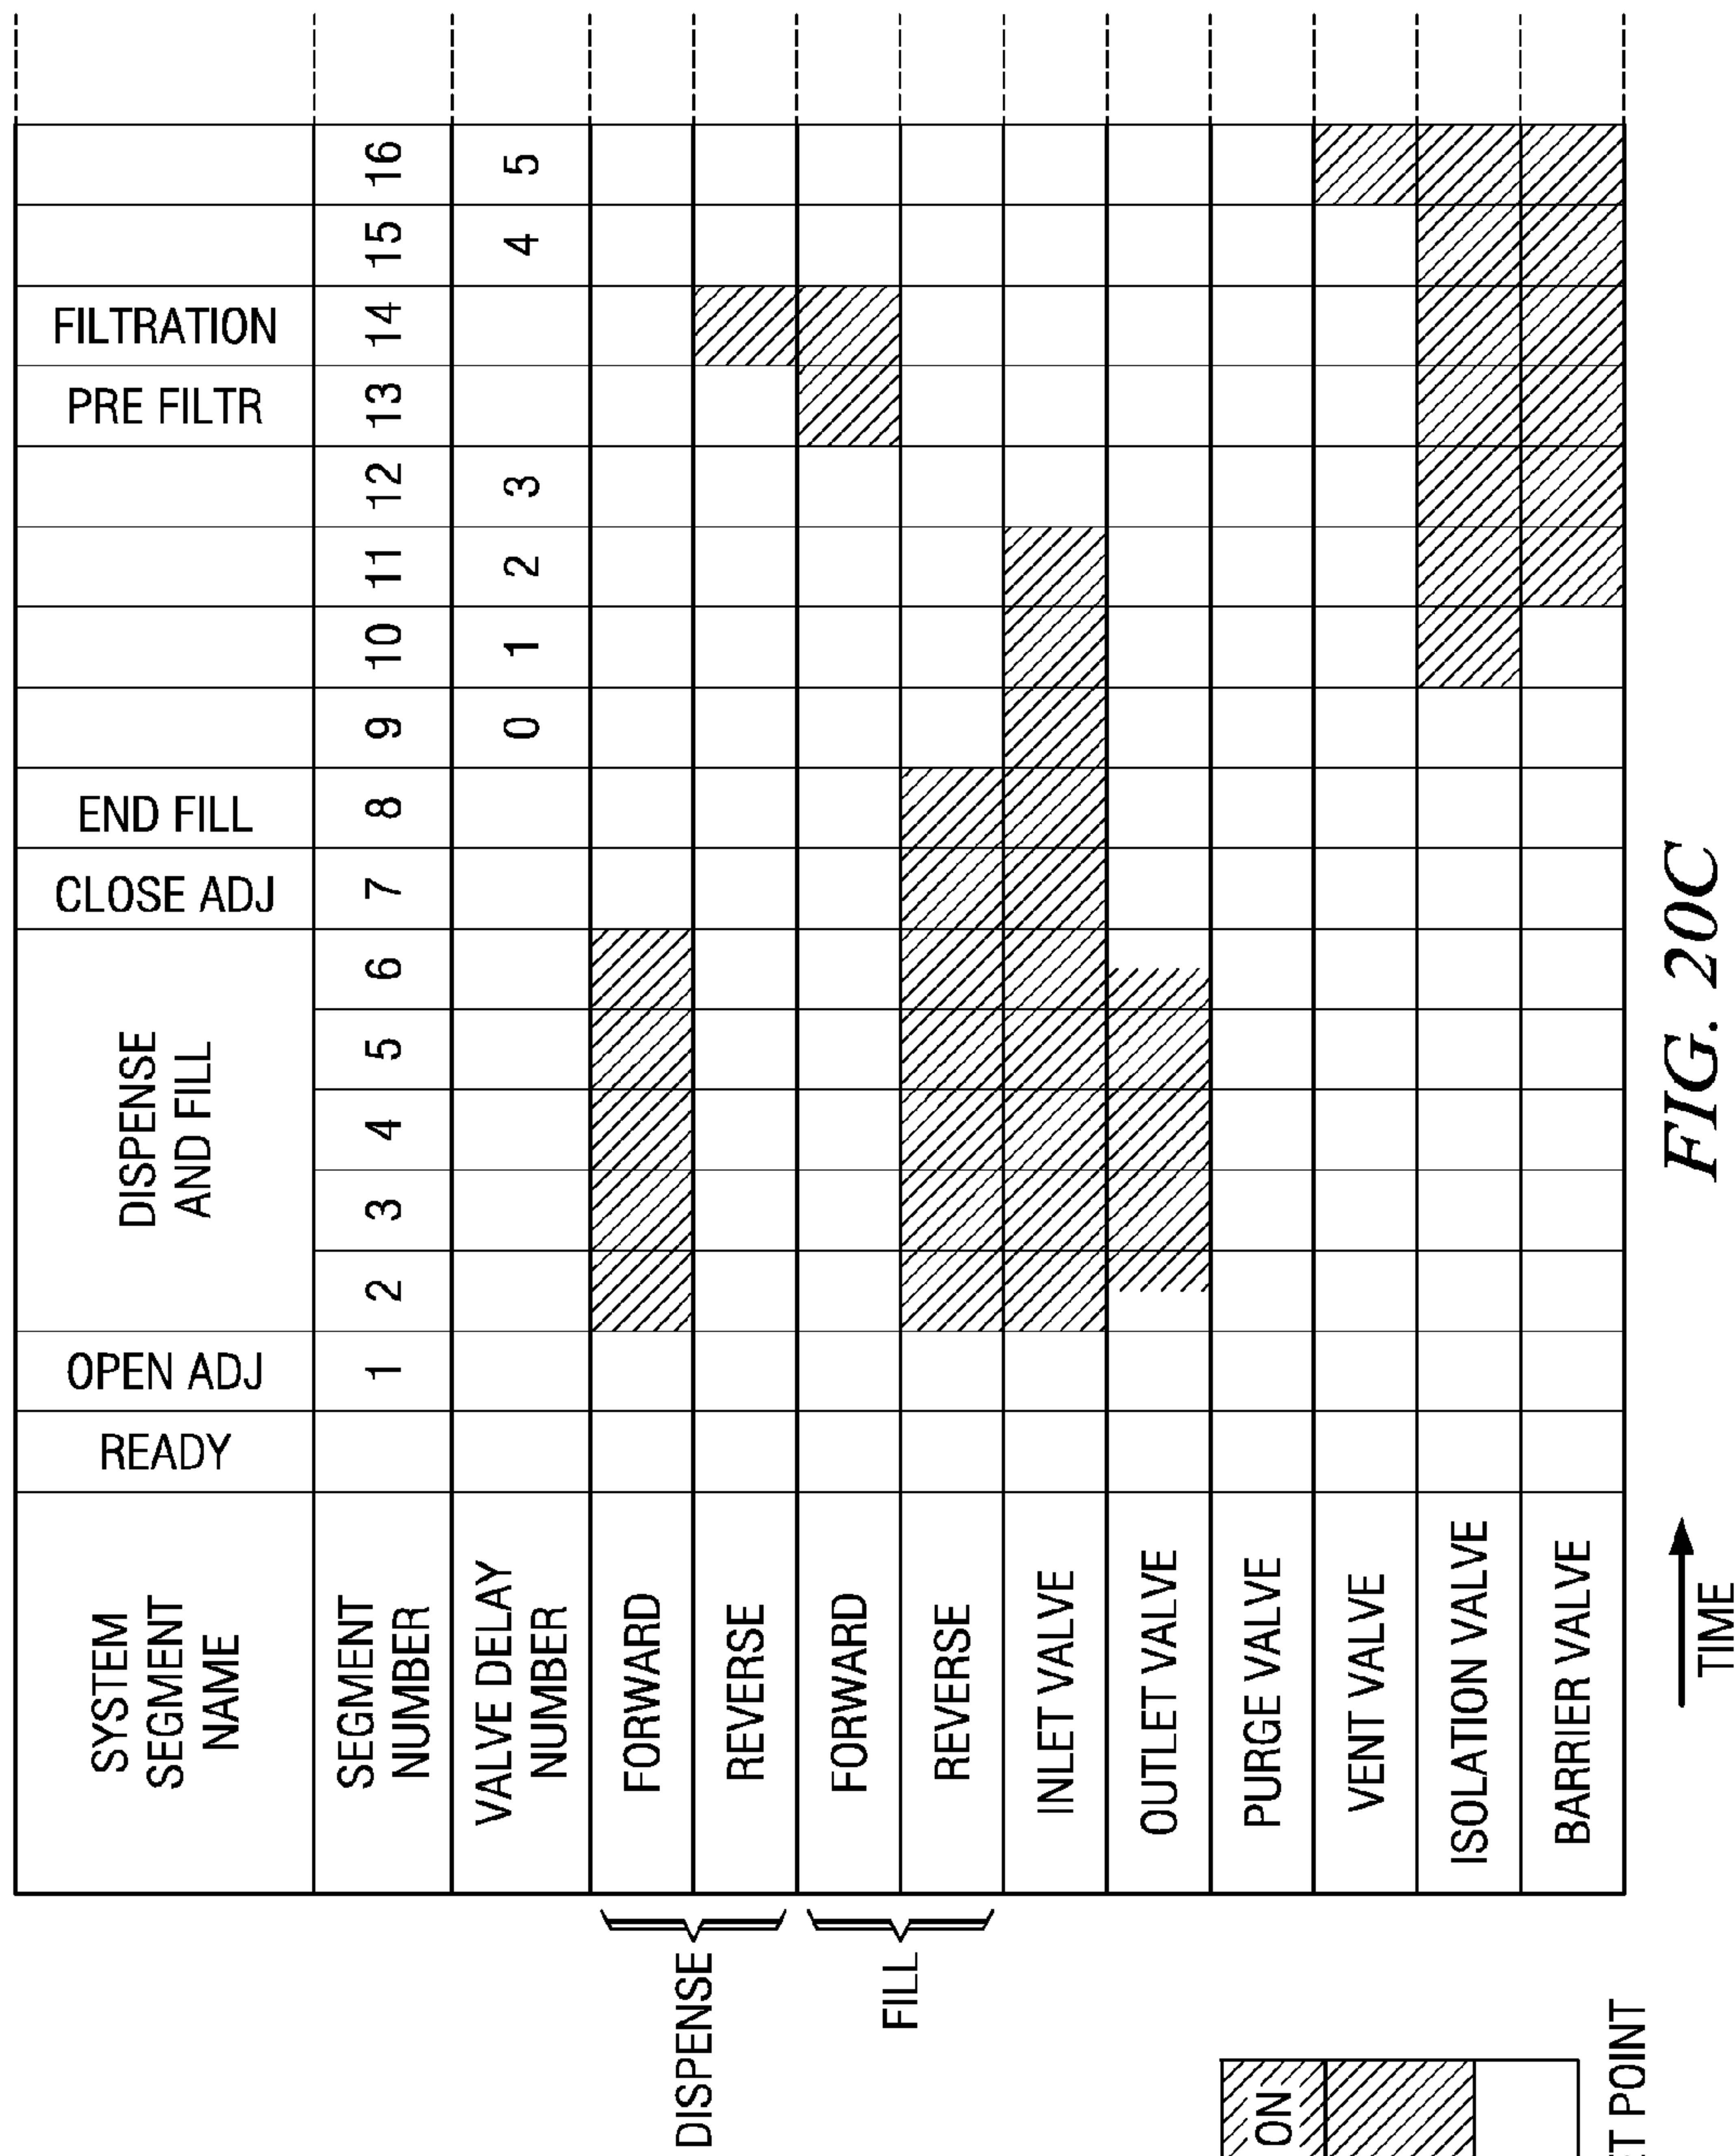 SYSTEM
SEGMENT
NAME
READY
OPEN ADJ
DISPENSE
AND FILL
CLOSE ADJ
END FILL
PRE FILTR
FILTRATION
SEGMENT
NUMBER
1 2 3 4 5 6 7 8 9 10 11 12 13 14 15 16
VALVE DELAY
NUMBER
0 1 2 3 4 5
DISPENSE
FORWARD
REVERSE
FILL
FORWARD
REVERSE
INLET VALVE
OUTLET VALVE
PURGE VALVE
VENT VALVE
ISOLATION VALVE
BARRIER VALVE
ON
POINT
TIME
FIG. 20C